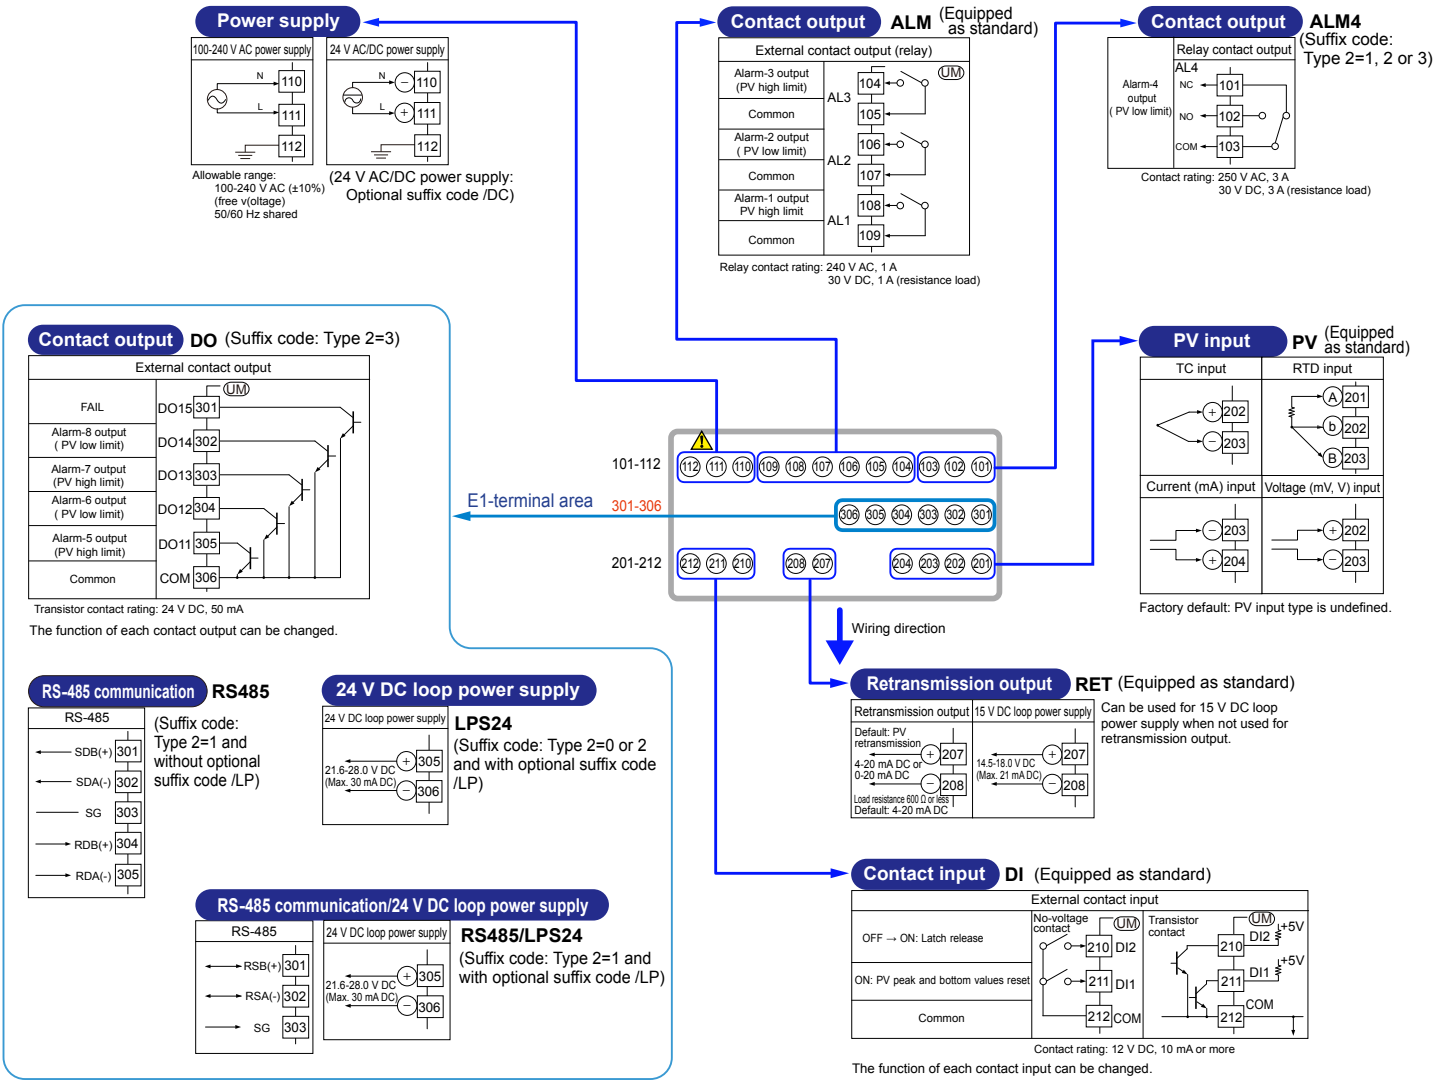 Power supply
100-240 V AC power supply
24 V AC/DC power supply
N
110
L
111
112
N
110
L
111
112
Allowable range:
100-240 V AC (±10%)
(free v(oltage)
50/60 Hz shared
(24 V AC/DC power supply:
Optional suffix code /DC)
Contact output ALM (Equipped
as standard)
External contact output (relay)
Alarm-3 output
(PV high limit)
Common
AL3
104
105
UM
Alarm-2 output
( PV low limit)
Common
AL2
106
107
Alarm-1 output
PV high limit
Common
AL1
108
109
Relay contact rating: 240 V AC, 1 A
30 V DC, 1 A (resistance load)
Contact output ALM4
(Suffix code:
Type 2=1, 2 or 3)
Relay contact output
Alarm-4
output
( PV low limit)
AL4
NC 101
NO 102
COM 103
Contact rating: 250 V AC, 3 A
30 V DC, 3 A (resistance load)
Contact output DO (Suffix code: Type 2=3)
External contact output
UM
FAIL DO15 301
Alarm-8 output
( PV low limit)
DO14 302
Alarm-7 output
(PV high limit)
DO13 303
Alarm-6 output
( PV low limit)
DO12 304
Alarm-5 output
(PV high limit)
DO11 305
Common COM 306
Transistor contact rating: 24 V DC, 50 mA
The function of each contact output can be changed.
PV input PV (Equipped
as standard)
TC input RTD input
+ 202
− 203
A 201
b 202
B 203
Current (mA) input Voltage (mV, V) input
− 203
+ 204
+ 202
− 203
Factory default: PV input type is undefined.
101-112
112 111 110 109 108 107 106 105 104 103 102 101
E1-terminal area
301-306
306 305 304 303 302 301
201-212
212 211 210 208 207 204 203 202 201
Wiring direction
RS-485 communication RS485
RS-485
SDB(+) 301
SDA(-) 302
SG 303
RDB(+) 304
RDA(-) 305
(Suffix code:
Type 2=1 and
without optional
suffix code /LP)
24 V DC loop power supply
24 V DC loop power supply
21.6-28.0 V DC
(Max. 30 mA DC)
+ 305
− 306
LPS24
(Suffix code: Type 2=0 or 2
and with optional suffix code
/LP)
RS-485 communication/24 V DC loop power supply
RS-485
RSB(+) 301
RSA(-) 302
SG 303
24 V DC loop power supply
21.6-28.0 V DC
(Max. 30 mA DC)
+ 305
− 306
RS485/LPS24
(Suffix code: Type 2=1 and
with optional suffix code /LP)
Retransmission output RET (Equipped as standard)
Retransmission output
Default: PV
retransmission
4-20 mA DC or
0-20 mA DC
+ 207
− 208
Load resistance 600 Ω or less
Default: 4-20 mA DC
15 V DC loop power supply
14.5-18.0 V DC
(Max. 21 mA DC)
+ 207
− 208
Can be used for 15 V DC loop
power supply when not used for
retransmission output.
Contact input DI (Equipped as standard)
External contact input
OFF → ON: Latch release
ON: PV peak and bottom values reset
Common
No-voltage
contact
UM
210 DI2
211 DI1
212 COM
Transistor
contact
UM
210 DI2 +5V
211 DI1 +5V
212 COM
Contact rating: 12 V DC, 10 mA or more
The function of each contact input can be changed.